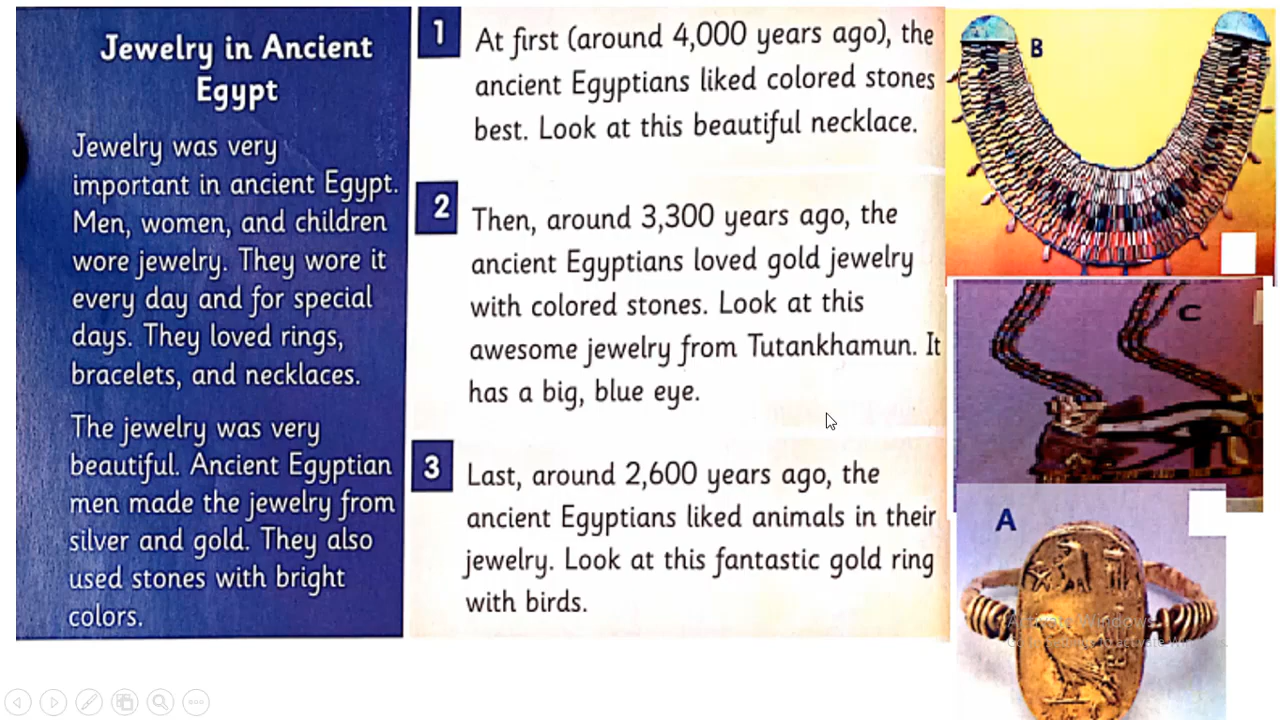 Jewelry in Ancient
Egypt
Jewelry was very
important in ancient Egypt.
Men, women, and children
wore jewelry. They wore it
every day and for special
days. They loved rings,
bracelets, and necklaces.
The jewelry was very
beautiful. Ancient Egyptian
men made the jewelry from
silver and gold. They also
used stones with bright
colors.
1
At first (around 4,000 years ago), the
ancient Egyptians liked colored stones
best. Look at this beautiful necklace.
2
Then, around 3,300 years ago, the
ancient Egyptians loved gold jewelry
with colored stones. Look at this
awesome jewelry from Tutankhamun. It
has a big, blue eye.
3
Last, around 2,600 years ago, the
ancient Egyptians liked animals in their
jewelry. Look at this fantastic gold ring
with birds.
B
C
A
Activate Windows